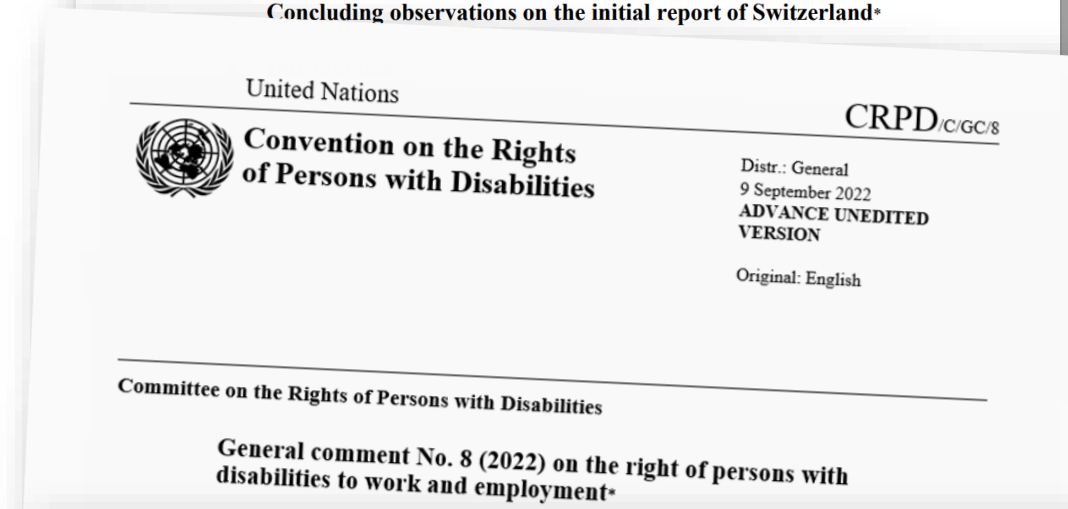 Concluding observations on the initial report of Switzerland*
United Nations
CRPD/C/GC/8
Convention on the Rights
of Persons with Disabilities
Distr.: General
9 September 2022
ADVANCE UNEDITED
VERSION
Original: English
Committee on the Rights of Persons with Disabilities
General comment No. 8 (2022) on the right of persons with
disabilities to work and employment*